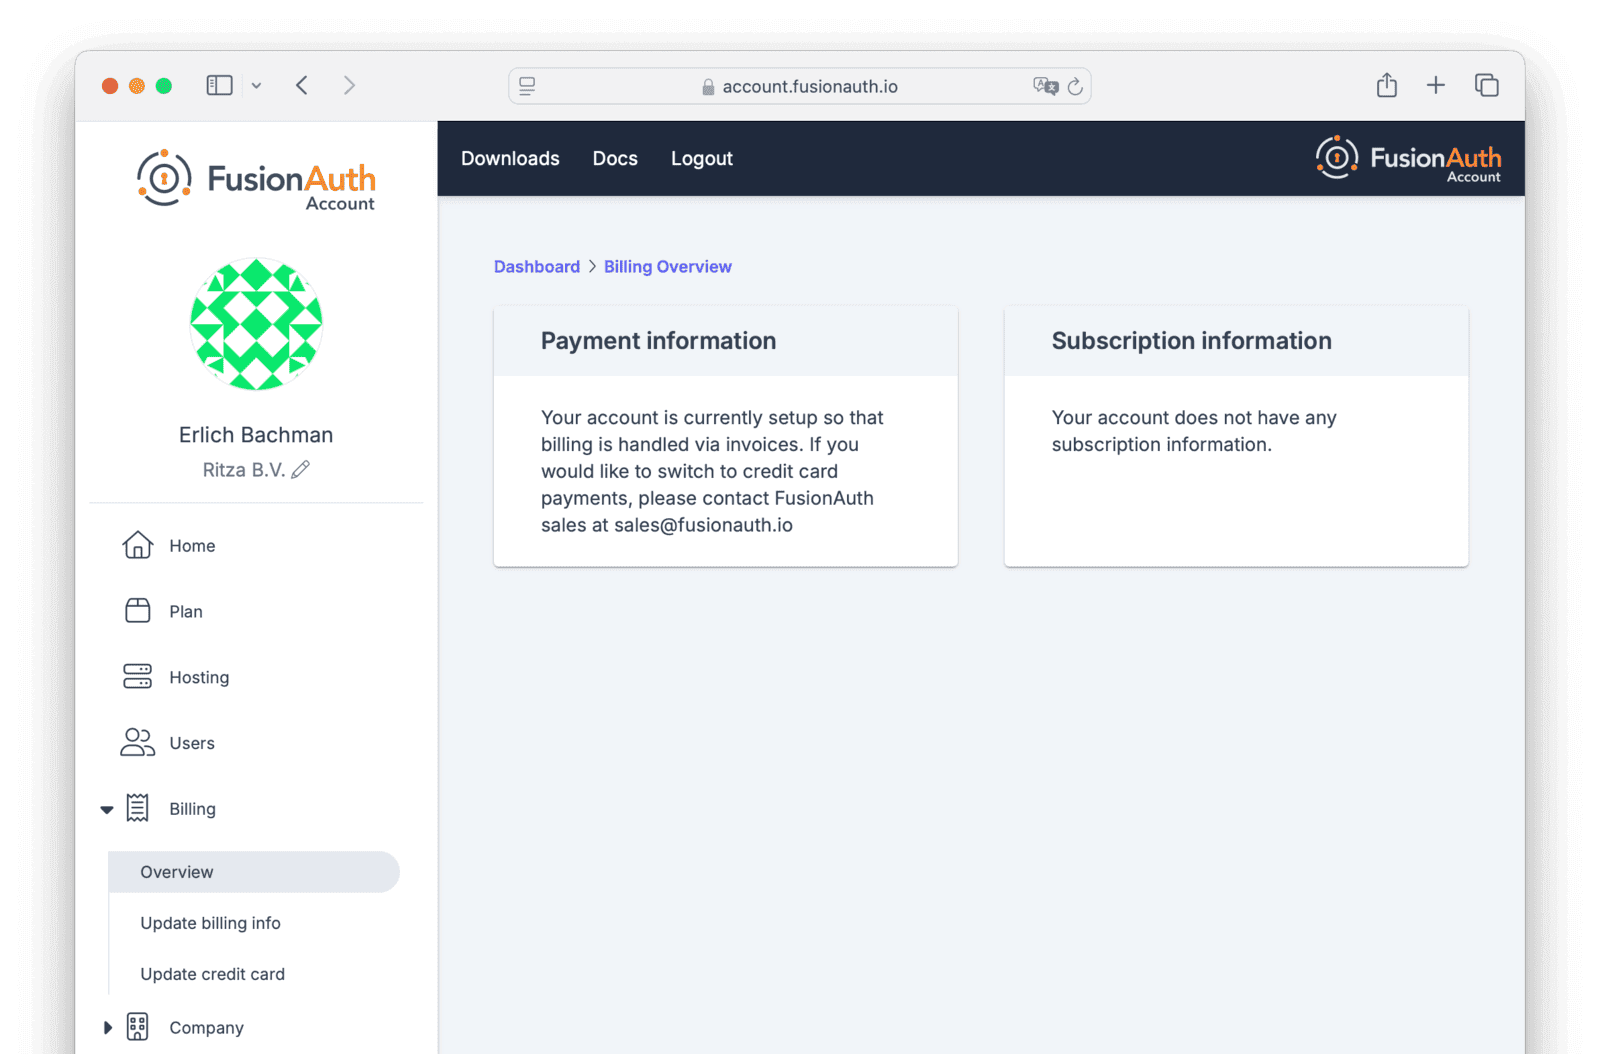 account.fusionauth.io
FusionAuth
Account
Downloads Docs Logout
FusionAuth
Account
Erlich Bachman
Ritza B.V.
Home
Plan
Hosting
Users
Billing
Overview
Update billing info
Update credit card
Company
Dashboard > Billing Overview
Payment information
Your account is currently setup so that
billing is handled via invoices. If you
would like to switch to credit card
payments, please contact FusionAuth
sales at sales@fusionauth.io
Subscription information
Your account does not have any
subscription information.